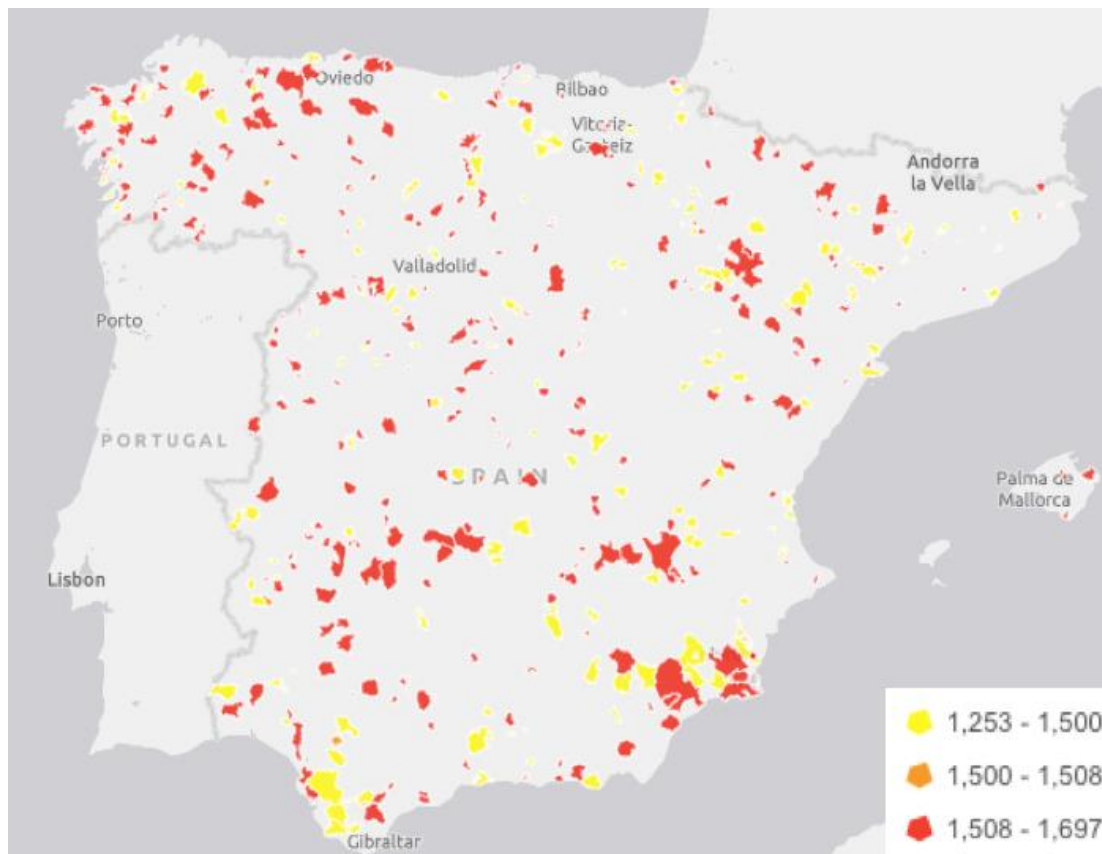 Oviedo
Bilbao
Vitoria-
Gasteiz
Andorra
la Vella
Valladolid
Porto
PORTUGAL
SPAIN
Palma de
Mallorca
Lisbon
Gibraltar
1,253 - 1,500
1,500 - 1,508
1,508 - 1,697